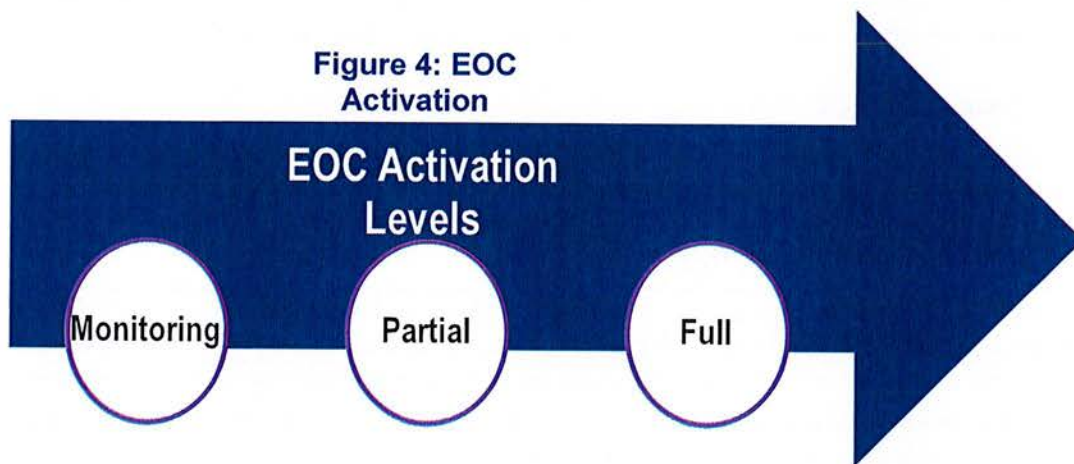 Figure 4: EOC
Activation
EOC Activation
Levels
Monitoring
Partial
Full